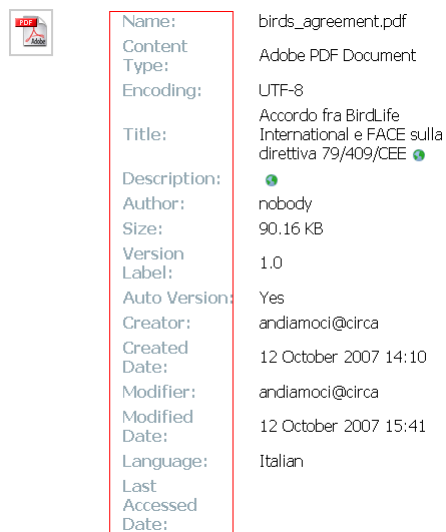 PDF
Adobe
Name: birds_agreement.pdf
Content
Type: Adobe PDF Document
Encoding: UTF-8
Title: Accordo fra BirdLife
International e FACE sulla
direttiva 79/409/CEE
Description:
Author: nobody
Size: 90.16 KB
Version
Label: 1.0
Auto Version: Yes
Creator: andiamoci@circa
Created
Date: 12 October 2007 14:10
Modifier: andiamoci@circa
Modified
Date: 12 October 2007 15:41
Language: Italian
Last
Accessed
Date: